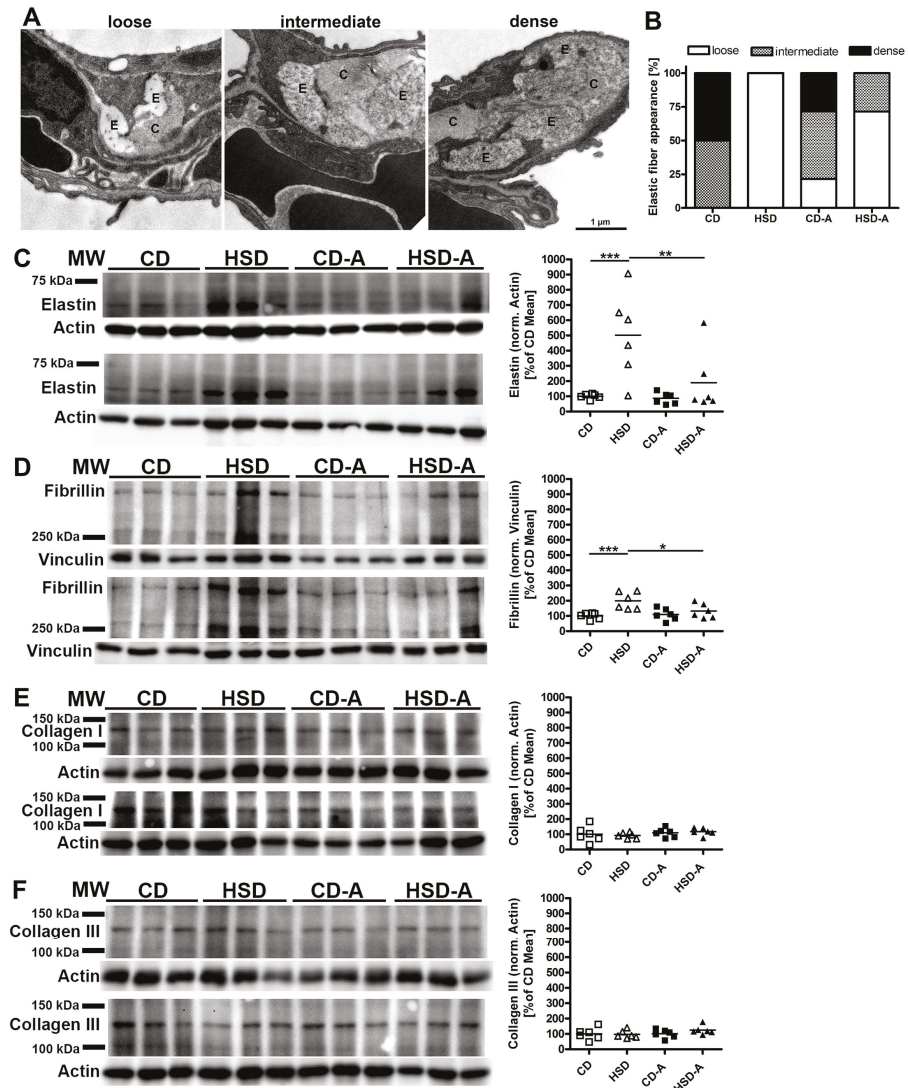 A
loose intermediate dense
E
E
C
E
C
E
C
E
C
E
E
1 µm
B
loose intermediate dense
Elastic fiber appearance [%]
100
75
50
25
0
CD HSD CD-A HSD-A
C
MW CD HSD CD-A HSD-A
75 kDa
Elastin
Actin
75 kDa
Elastin
Actin
Elastin (norm. Actin)
[%of CD Mean]
1000
900
800
700
600
500
400
300
200
100
0
*** **
CD HSD CD-A HSD-A
D
MW CD HSD CD-A HSD-A
Fibrillin
250 kDa
Vinculin
Fibrillin
250 kDa
Vinculin
Fibrillin (norm. Vinculin)
[%of CD Mean]
1000
900
800
700
600
500
400
300
200
100
0
*** *
CD HSD CD-A HSD-A
E
MW CD HSD CD-A HSD-A
150 kDa
Collagen I
100 kDa
Actin
150 kDa
Collagen I
100 kDa
Actin
Collagen I (norm. Actin)
[%of CD Mean)
1000
900
800
700
600
500
400
300
200
100
0
CD HSD CD-A HSD-A
F
MW CD HSD CD-A HSD-A
150 kDa
Collagen III
100 kDa
Actin
150 kDa
Collagen III
100 kDa
Actin
Collagen III (norm. Actin)
[%of CD Mean]
1000
900
800
700
600
500
400
300
200
100
0
CD HSD CD-A HSD-A